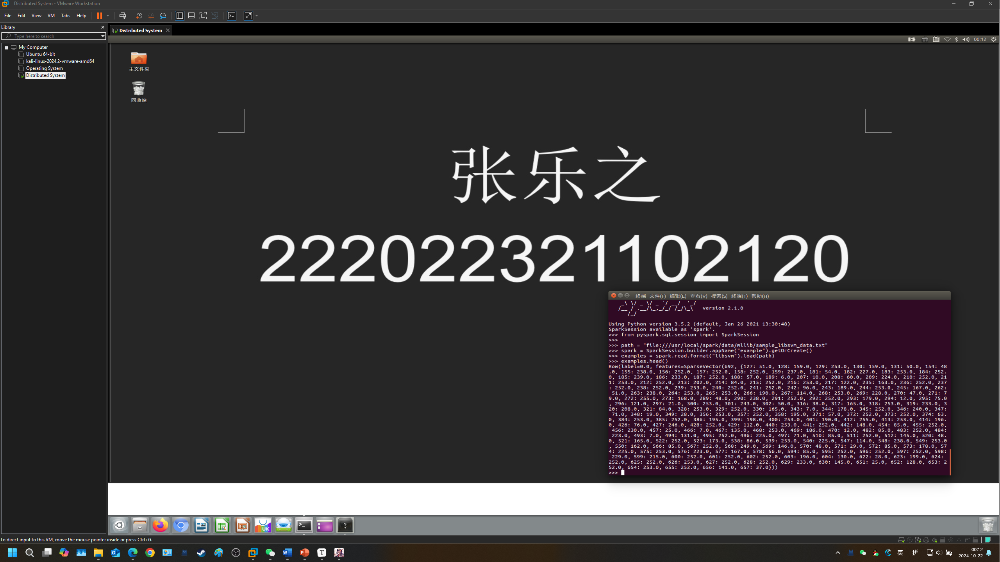 Distributed System - VMware Workstation
File Edit View VM Tabs Help
Library
Type here to search
My Computer
Ubuntu 64-bit
kali-linux-2024.2-vmware-amd64
Operating System
Distributed System
Distributed System
00:12
主文件夹
回收站
张乐之
222022321102120
终端 文件(F) 编辑(E) 查看(V) 搜索(S) 终端(T) 帮助(H)
version 2.1.0
Using Python version 3.5.2 (default, Jan 26 2021 13:30:48)
SparkSession available as 'spark'.
>>> from pyspark.sql.session import SparkSession
>>>
>>> path = "file:///usr/local/spark/data/mllib/sample_libsvm_data.txt"
>>> spark = SparkSession.builder.appName("example").getOrCreate()
>>> examples = spark.read.format("libsvm").load(path)
>>> examples.head()
Row(label=0.0, features=SparseVector(692, {127: 51.0, 128: 159.0, 129: 253.0, 130: 159.0, 131: 50.0, 154: 48
.0, 155: 238.0, 156: 252.0, 157: 252.0, 158: 252.0, 159: 237.0, 181: 54.0, 182: 227.0, 183: 253.0, 184: 252.
0, 185: 239.0, 186: 233.0, 187: 252.0, 188: 57.0, 189: 6.0, 207: 10.0, 208: 60.0, 209: 224.0, 210: 252.0, 21
1: 253.0, 212: 252.0, 213: 202.0, 214: 84.0, 215: 252.0, 216: 253.0, 217: 122.0, 235: 163.0, 236: 252.0, 237
: 252.0, 238: 252.0, 239: 253.0, 240: 252.0, 241: 252.0, 242: 96.0, 243: 189.0, 244: 253.0, 245: 167.0, 262:
 51.0, 263: 238.0, 264: 253.0, 265: 253.0, 266: 190.0, 267: 114.0, 268: 253.0, 269: 228.0, 270: 47.0, 271: 7
9.0, 272: 255.0, 273: 168.0, 289: 48.0, 290: 238.0, 291: 252.0, 292: 252.0, 293: 179.0, 294: 12.0, 295: 75.0
, 296: 121.0, 297: 21.0, 300: 253.0, 301: 243.0, 302: 50.0, 316: 38.0, 317: 165.0, 318: 253.0, 319: 233.0, 3
20: 208.0, 321: 84.0, 328: 253.0, 329: 252.0, 330: 165.0, 343: 7.0, 344: 178.0, 345: 252.0, 346: 240.0, 347:
 71.0, 348: 19.0, 349: 28.0, 356: 253.0, 357: 252.0, 358: 195.0, 371: 57.0, 372: 252.0, 373: 252.0, 374: 63.
0, 384: 253.0, 385: 252.0, 386: 195.0, 399: 198.0, 400: 253.0, 401: 190.0, 412: 255.0, 413: 253.0, 414: 196.
0, 426: 76.0, 427: 246.0, 428: 252.0, 429: 112.0, 440: 253.0, 441: 252.0, 442: 148.0, 454: 85.0, 455: 252.0,
 456: 230.0, 457: 25.0, 466: 7.0, 467: 135.0, 468: 253.0, 469: 186.0, 470: 12.0, 482: 85.0, 483: 252.0, 484:
 223.0, 493: 7.0, 494: 131.0, 495: 252.0, 496: 225.0, 497: 71.0, 510: 85.0, 511: 252.0, 512: 145.0, 520: 48.
0, 521: 165.0, 522: 252.0, 523: 173.0, 538: 86.0, 539: 253.0, 540: 225.0, 547: 114.0, 548: 238.0, 549: 253.0
, 550: 162.0, 566: 85.0, 567: 252.0, 568: 249.0, 569: 146.0, 570: 48.0, 571: 29.0, 572: 85.0, 573: 178.0, 57
4: 225.0, 575: 253.0, 576: 223.0, 577: 167.0, 578: 56.0, 594: 85.0, 595: 252.0, 596: 252.0, 597: 252.0, 598:
 229.0, 599: 215.0, 600: 252.0, 601: 252.0, 602: 252.0, 603: 196.0, 604: 130.0, 622: 28.0, 623: 199.0, 624:
252.0, 625: 252.0, 626: 253.0, 627: 252.0, 628: 252.0, 629: 233.0, 630: 145.0, 651: 25.0, 652: 128.0, 653: 2
52.0, 654: 253.0, 655: 252.0, 656: 141.0, 657: 37.0}))
>>>
UK
To direct input to this VM, move the mouse pointer inside or press Ctrl+G.
英 拼
00:12
2024-10-22